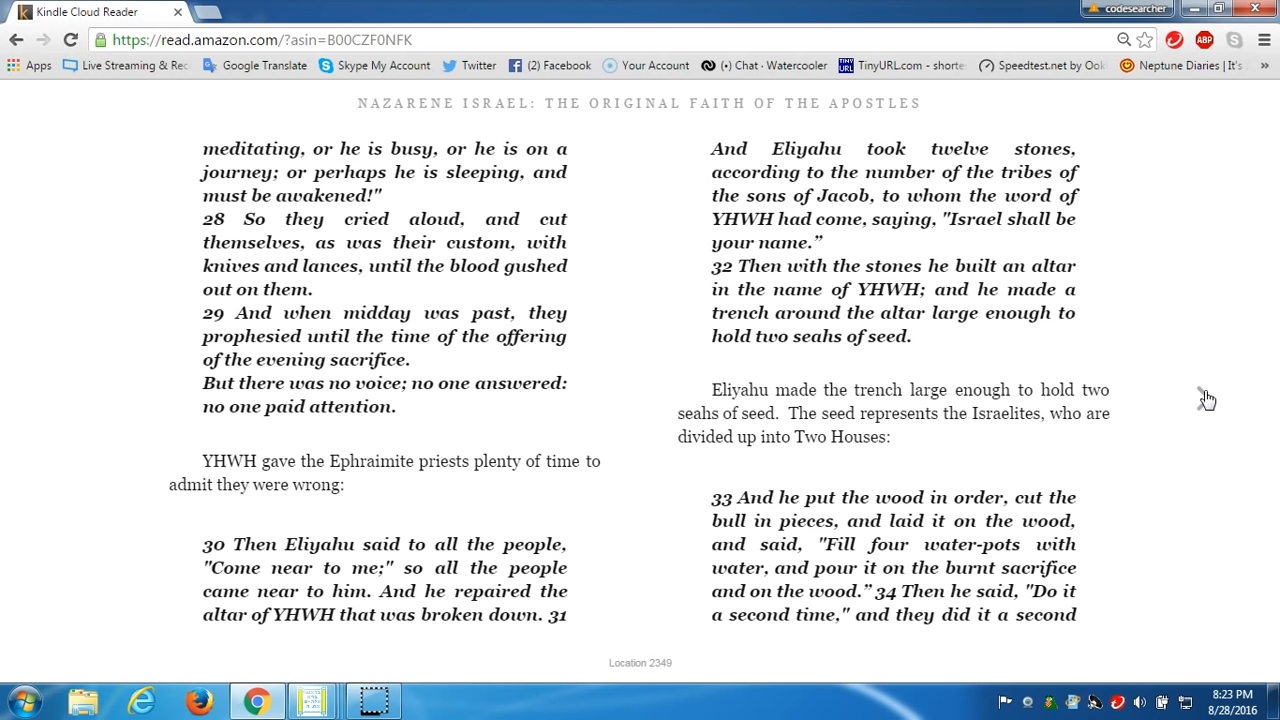 Kindle Cloud Reader
codesearcher
https://read.amazon.com/?asin=B00CZF0NFK
ABP
Apps
Live Streaming & Rec
Google Translate
Skype My Account
Twitter
(2) Facebook
Your Account
(•) Chat · Watercooler
TINY URL
TinyURL.com - shorte
Speedtest.net by Ookl
Neptune Diaries | It's
»
NAZARENE ISRAEL: THE ORIGINAL FAITH OF THE APOSTLES
meditating, or he is busy, or he is on a
journey; or perhaps he is sleeping, and
must be awakened!"
28 So they cried aloud, and cut
themselves, as was their custom, with
knives and lances, until the blood gushed
out on them.
29 And when midday was past, they
prophesied until the time of the offering
of the evening sacrifice.
But there was no voice; no one answered:
no one paid attention.
YHWH gave the Ephraimite priests plenty of time to
admit they were wrong:
30 Then Eliyahu said to all the people,
"Come near to me;" so all the people
came near to him. And he repaired the
altar of YHWH that was broken down. 31
And Eliyahu took twelve stones,
according to the number of the tribes of
the sons of Jacob, to whom the word of
YHWH had come, saying, "Israel shall be
your name.”
32 Then with the stones he built an altar
in the name of YHWH; and he made a
trench around the altar large enough to
hold two seahs of seed.
Eliyahu made the trench large enough to hold two
seahs of seed. The seed represents the Israelites, who are
divided up into Two Houses:
33 And he put the wood in order, cut the
bull in pieces, and laid it on the wood,
and said, "Fill four water-pots with
water, and pour it on the burnt sacrifice
and on the wood.” 34 Then he said, "Do it
a second time," and they did it a second
Location 2349
8:23 PM
8/28/2016